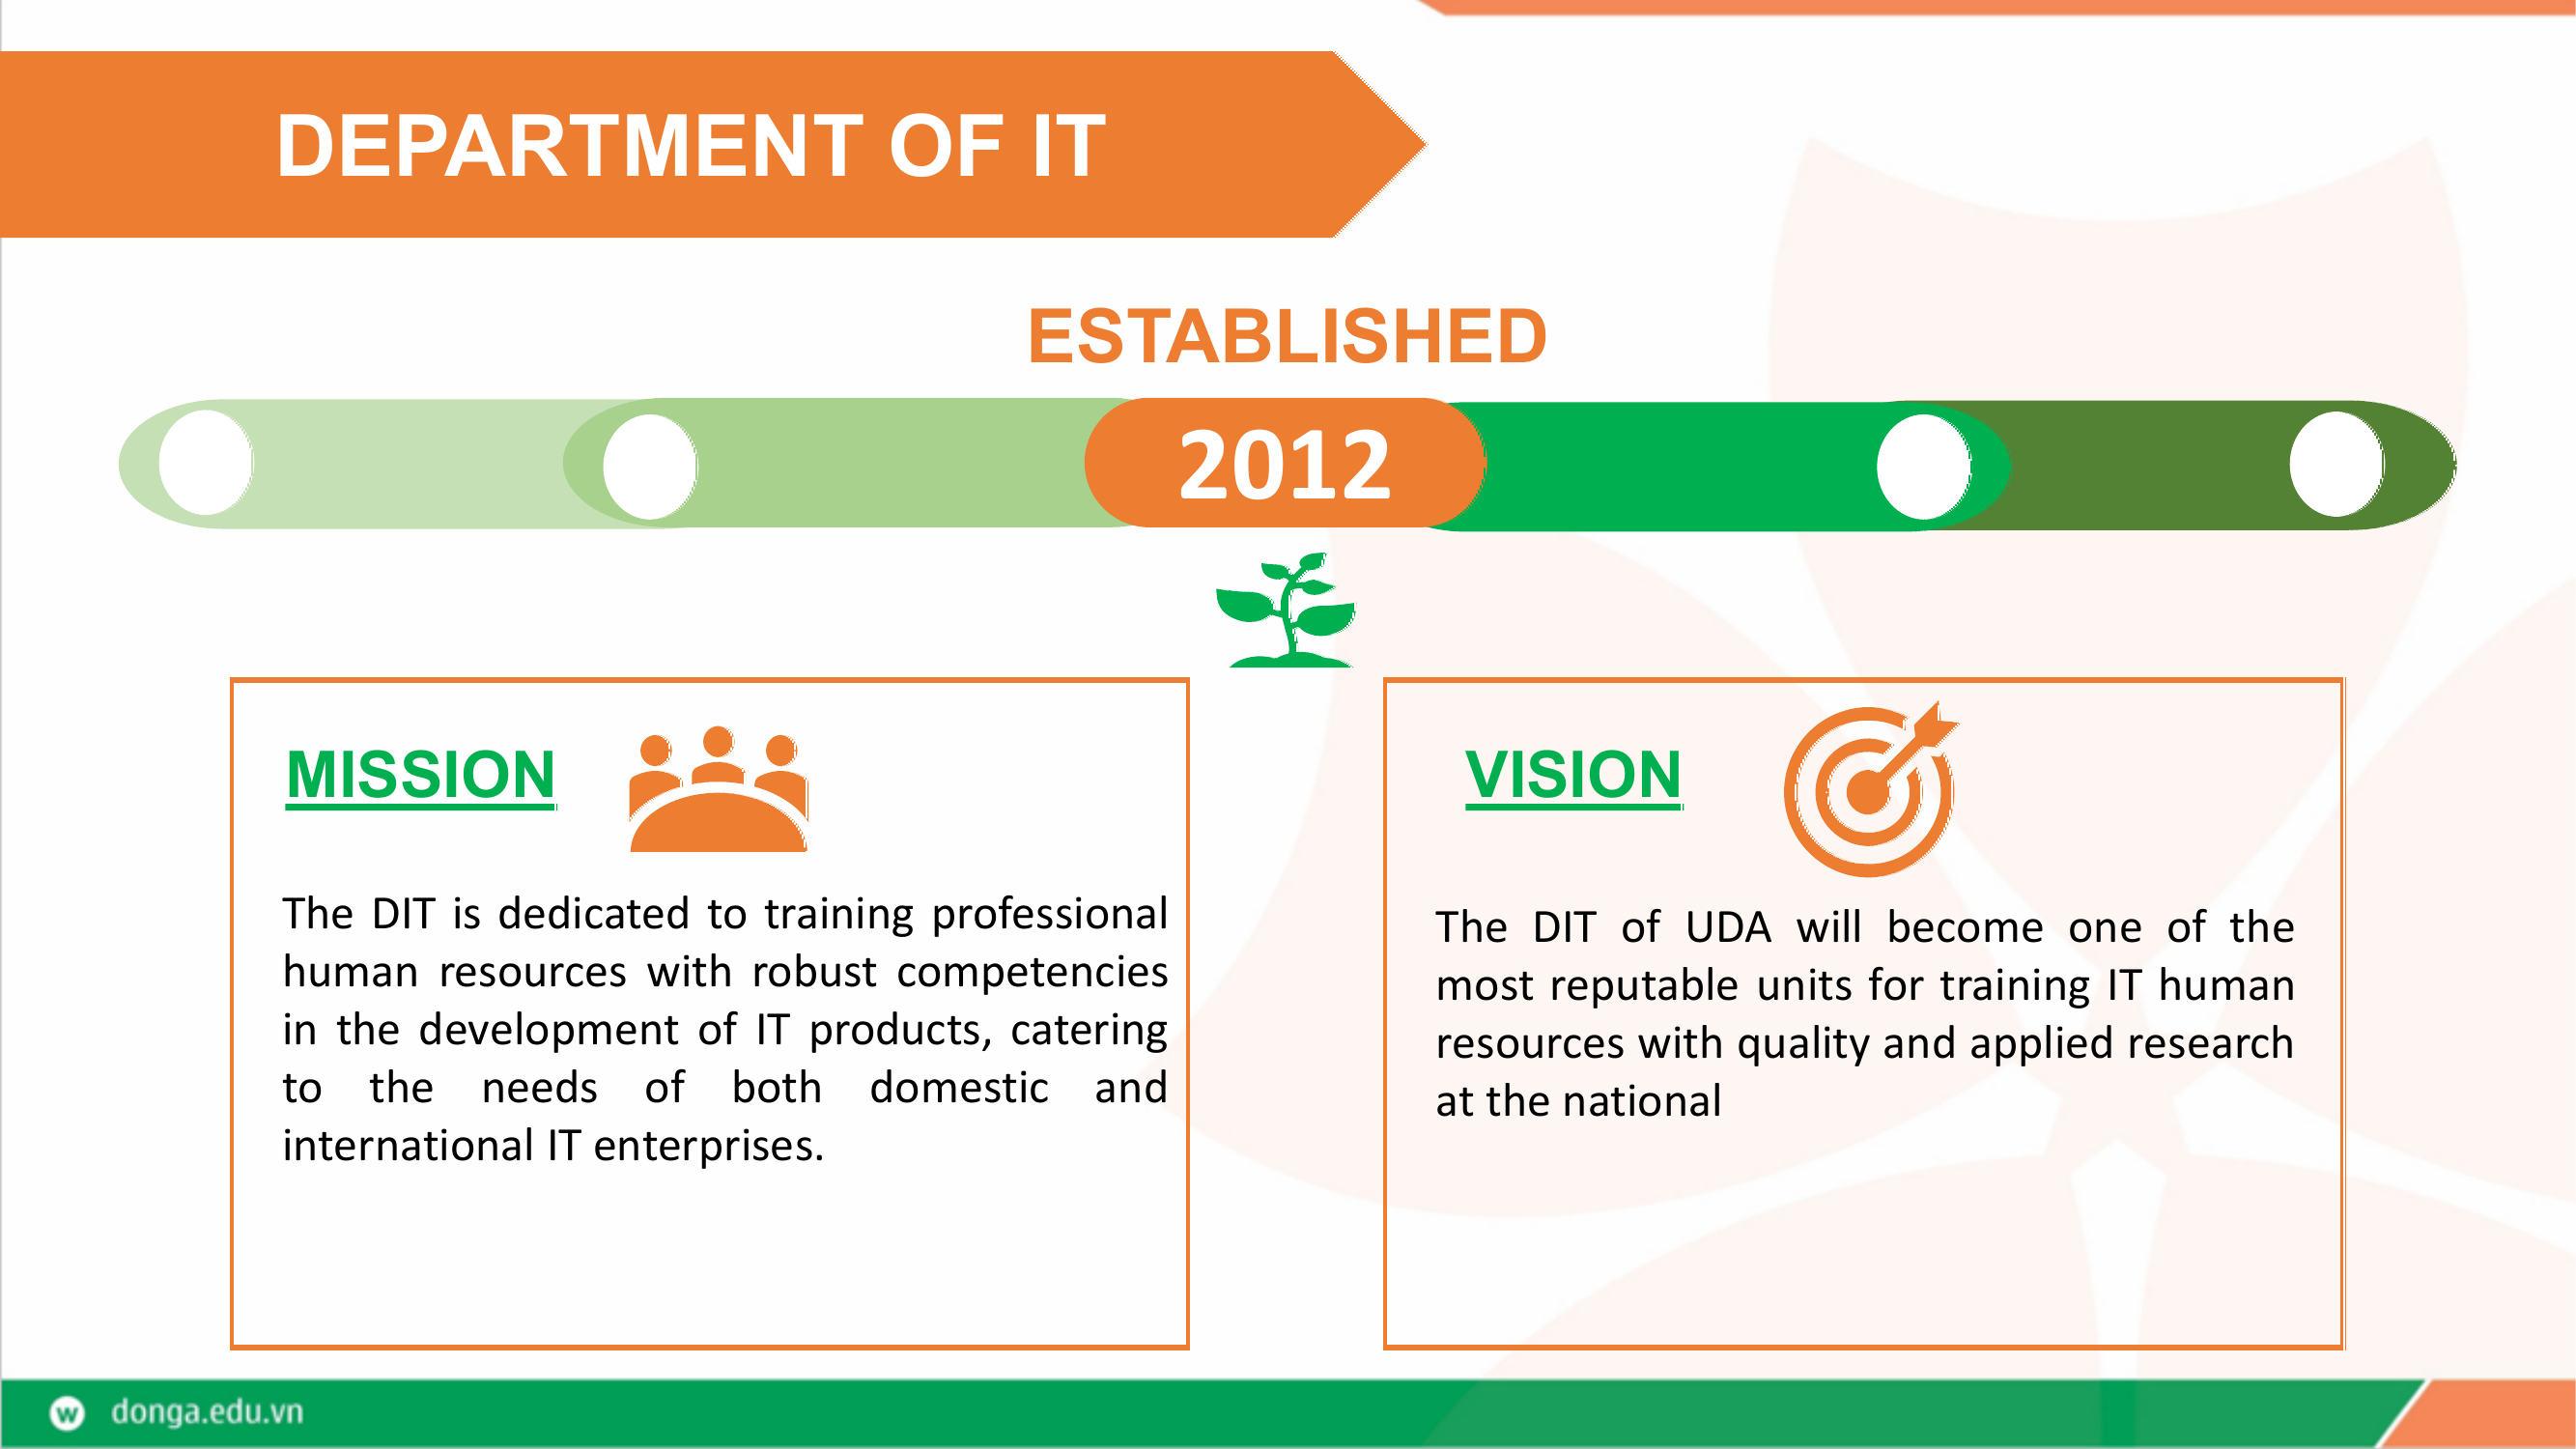 DEPARTMENT OF IT
ESTABLISHED
2012
MISSION
The DIT is dedicated to training professional
human resources with robust competencies
in the development of IT products, catering
to the needs of both domestic and
international IT enterprises.
VISION
The DIT of UDA will become one of the
most reputable units for training IT human
resources with quality and applied research
at the national
w donga.edu.vn